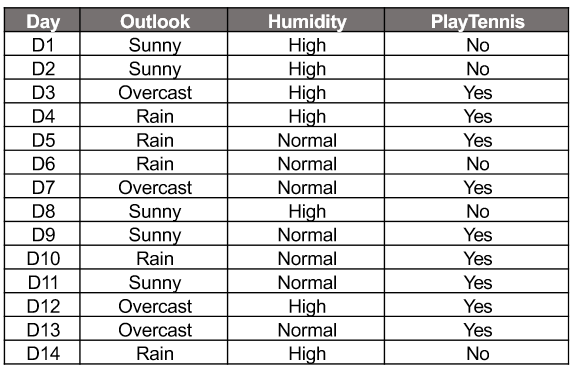 Day Outlook Humidity PlayTennis
D1 Sunny High No
D2 Sunny High No
D3 Overcast High Yes
D4 Rain High Yes
D5 Rain Normal Yes
D6 Rain Normal No
D7 Overcast Normal Yes
D8 Sunny High No
D9 Sunny Normal Yes
D10 Rain Normal Yes
D11 Sunny Normal Yes
D12 Overcast High Yes
D13 Overcast Normal Yes
D14 Rain High No